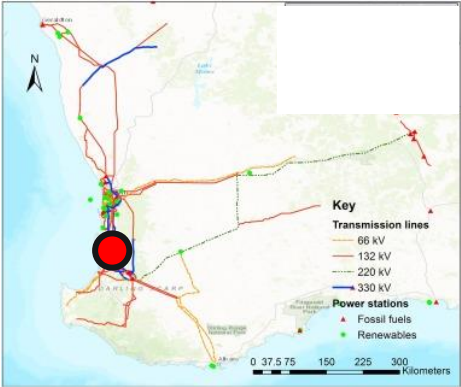 Geraldton
N
DARLING SCARP
Albany
Key
Transmission lines
66 kV
132 kV
220 kV
330 kV
Power stations
Fossil fuels
Renewables
0 37.5 75 150 225 300
Kilometers